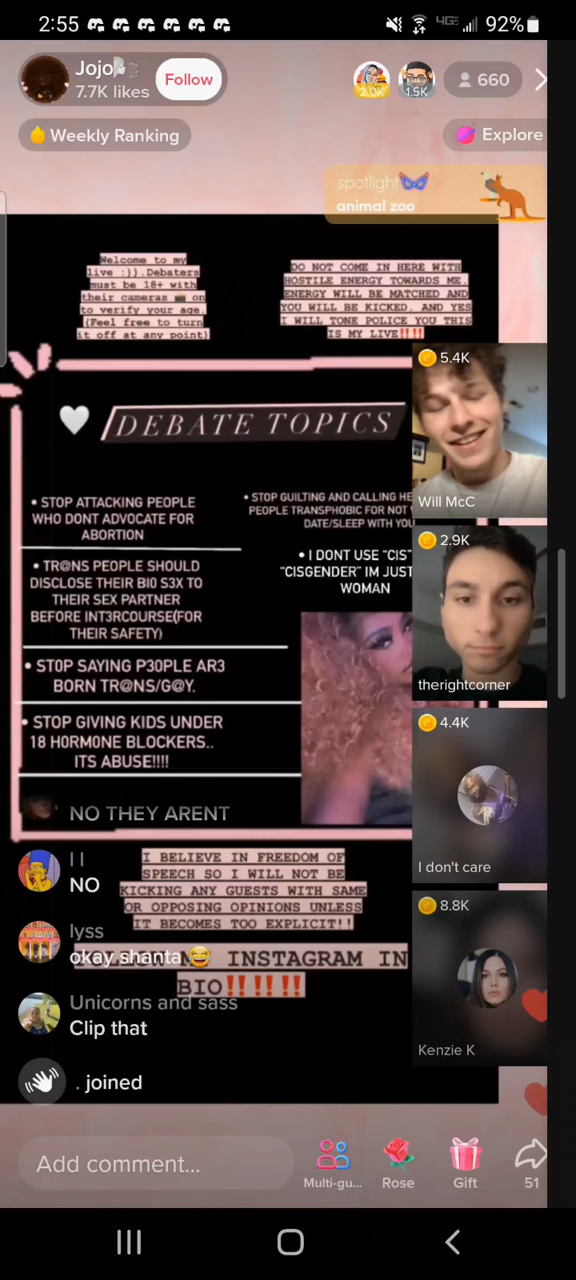 2:55
4GE
92%
Jojo
7.7K likes
Follow
2.0K
1.5K
660
Weekly Ranking
Explore
spotlight
animal zoo
Welcome to my
live :)).Debaters
must be 18+ with
their cameras 📸 on
to verify your age.
(Feel free to turn
it off at any point)
DO NOT COME IN HERE WITH
HOSTILE ENERGY TOWARDS ME.
ENERGY WILL BE MATCHED AND
YOU WILL BE KICKED. AND YES
I WILL TONE POLICE YOU THIS
IS MY LIVE‼️‼️
DEBATE TOPICS
• STOP ATTACKING PEOPLE
WHO DONT ADVOCATE FOR
ABORTION
• TR@NS PEOPLE SHOULD
DISCLOSE THEIR BI0 S3X TO
THEIR SEX PARTNER
BEFORE INT3RCOURSE(FOR
THEIR SAFETY)
• ST0P SAYING P3OPLE AR3
BORN TR@NS/G@Y.
• STOP GIVING KIDS UNDER
18 H0RM0NE BLOCKERS..
ITS ABUSE!!!!
• STOP GUILTING AND CALLING HE
PEOPLE TRANSPHOBIC FOR NOT
DATE/SLEEP WITH YOU
• I DONT USE "CIS"
"CISGENDER" IM JUST
WOMAN
5.4K
Will McC
2.9K
therightcorner
4.4K
I don't care
8.8K
Kenzie K
NO THEY ARENT
I BELIEVE IN FREEDOM OF
SPEECH SO I WILL NOT BE
KICKING ANY GUESTS WITH SAME
OR OPPOSING OPINIONS UNLESS
IT BECOMES TOO EXPLICIT!!
INSTAGRAM IN
BIO‼️‼️‼️
I I
NO
lyss
okay shanta😂
Unicorns and sass
Clip that
. joined
Add comment...
Multi-gu...
Rose
Gift
51